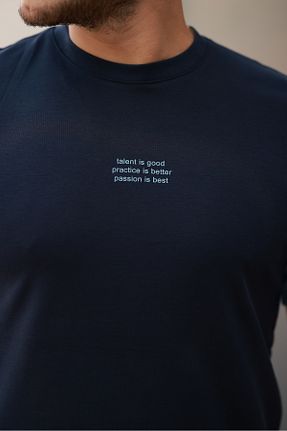 talent is good
practice is better
passion is best